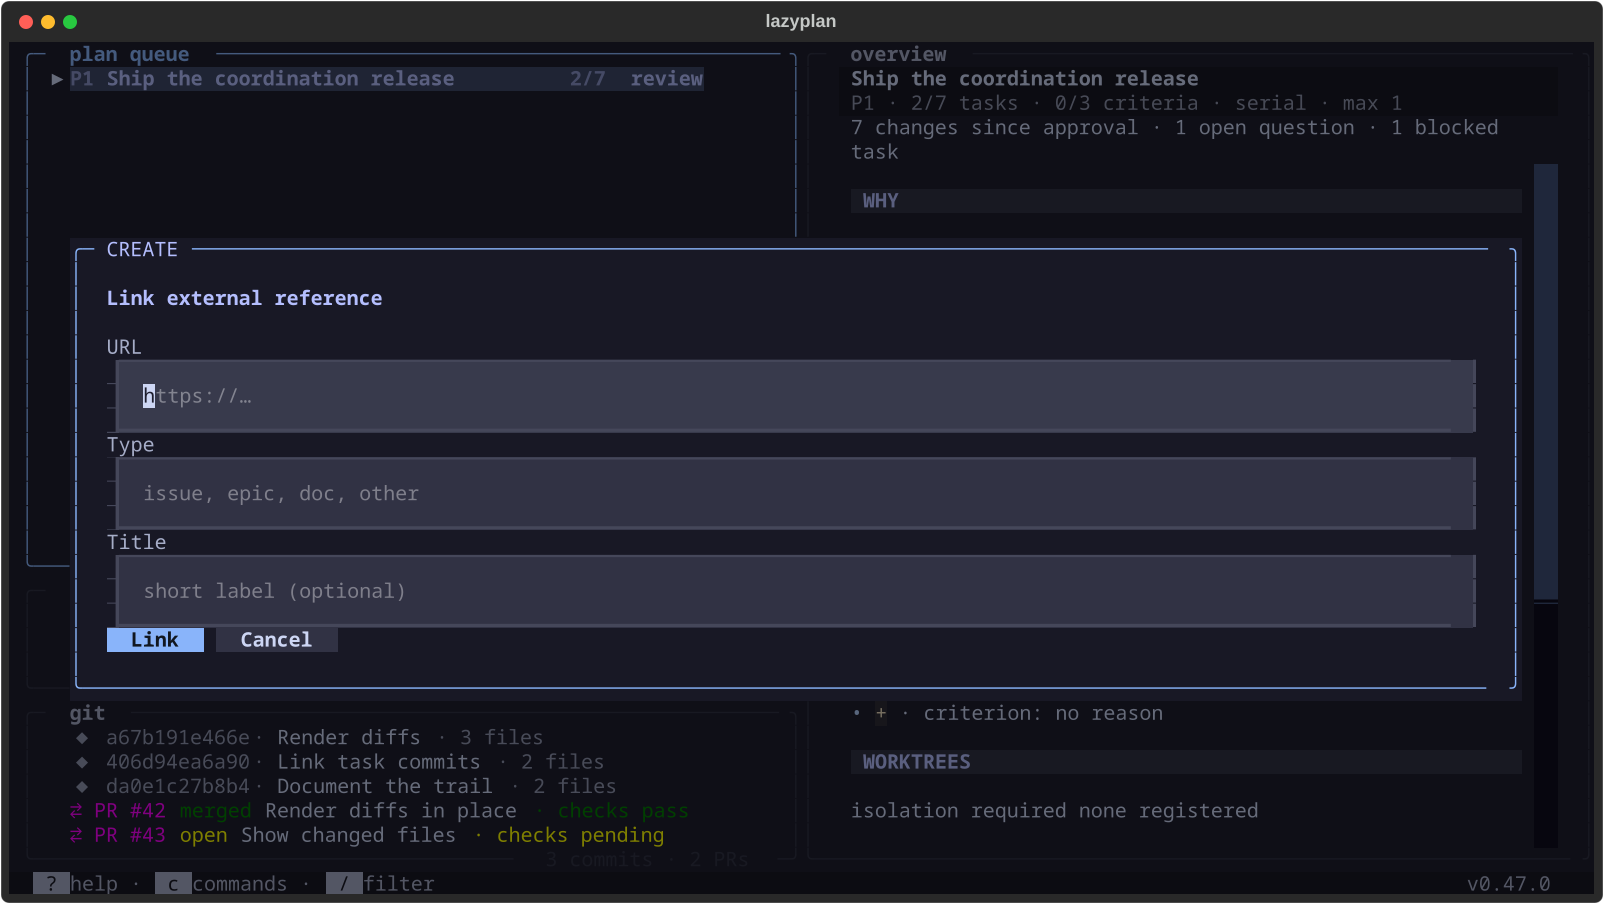 lazyplan
plan queue
▶ P1 Ship the coordination release 2/7 review
overview
Ship the coordination release
P1 · 2/7 tasks · 0/3 criteria · serial · max 1
7 changes since approval · 1 open question · 1 blocked
task
WHY
CREATE
Link external reference
URL
https://…
Type
issue, epic, doc, other
Title
short label (optional)
Link Cancel
git
◆ a67b191e466e · Render diffs · 3 files
◆ 406d94ea6a90 · Link task commits · 2 files
◆ da0e1c27b8b4 · Document the trail · 2 files
⇄ PR #42 merged Render diffs in place · checks pass
⇄ PR #43 open Show changed files · checks pending
3 commits · 2 PRs
• + · criterion: no reason
WORKTREES
isolation required none registered
? help · c commands · / filter
v0.47.0